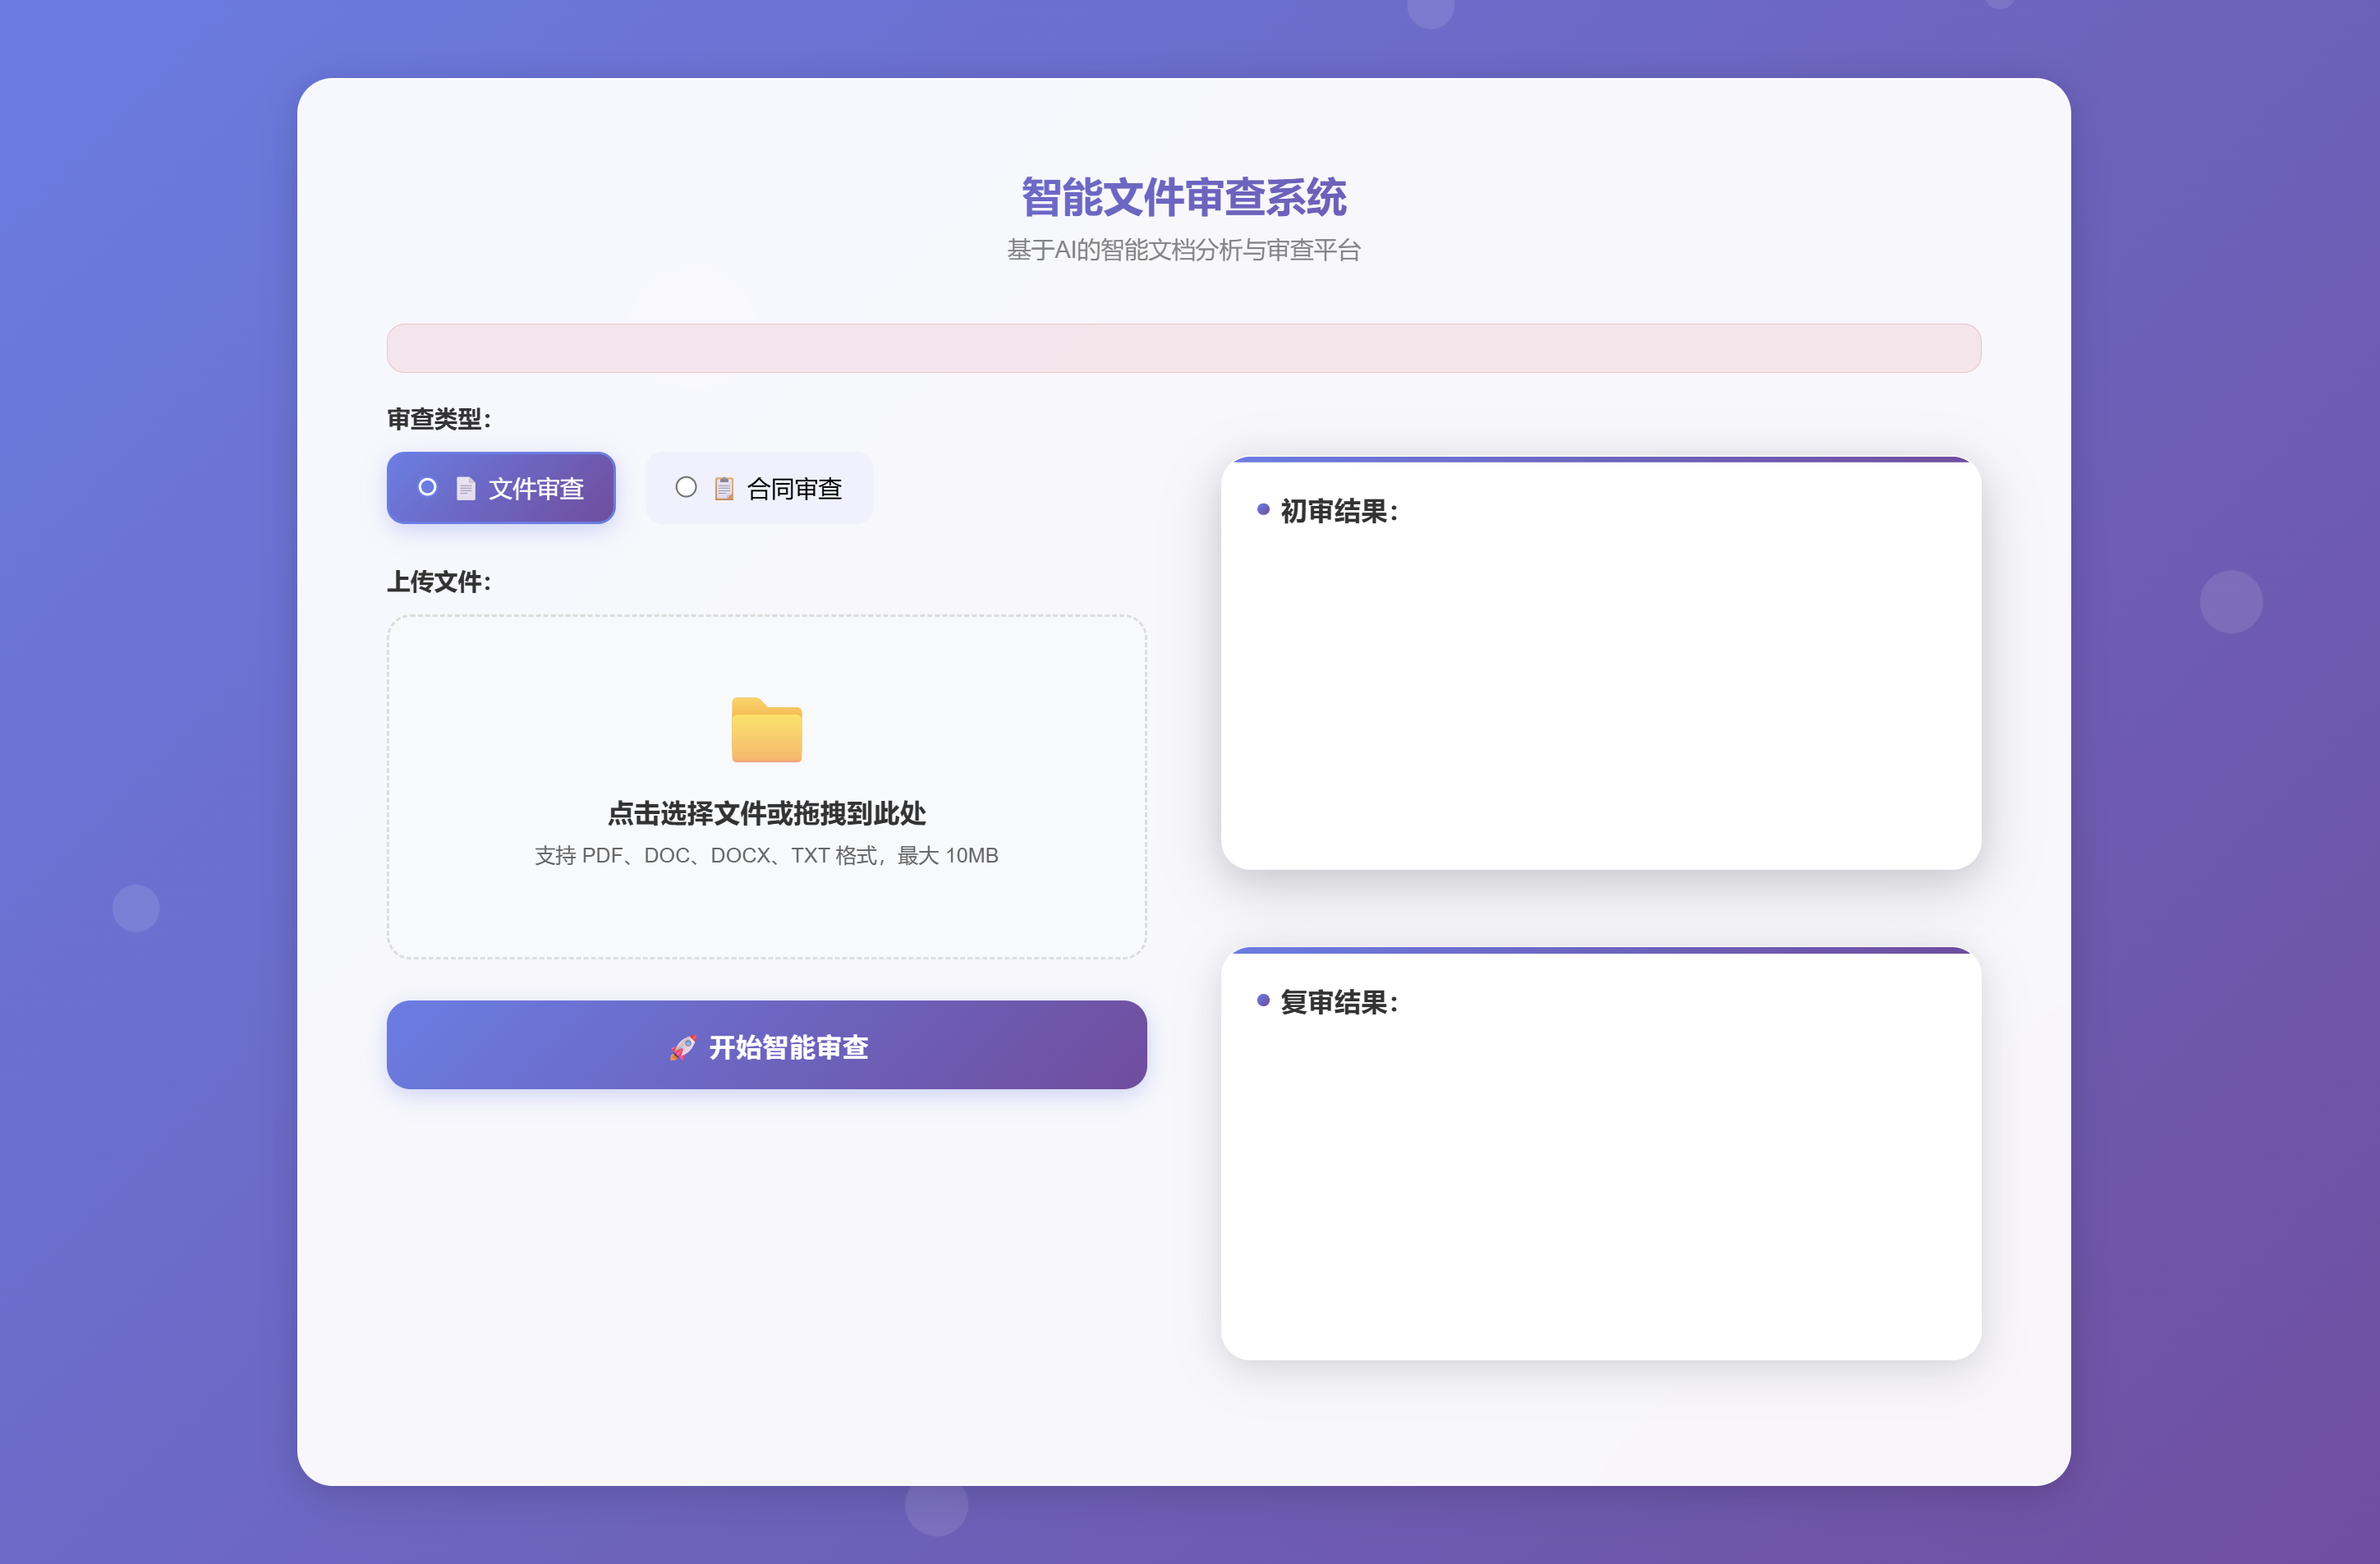 智能文件审查系统
基于AI的智能文档分析与审查平台
审查类型：
文件审查
合同审查
上传文件：
点击选择文件或拖拽到此处
支持 PDF、DOC、DOCX、TXT 格式，最大 10MB
开始智能审查
初审结果：
复审结果：